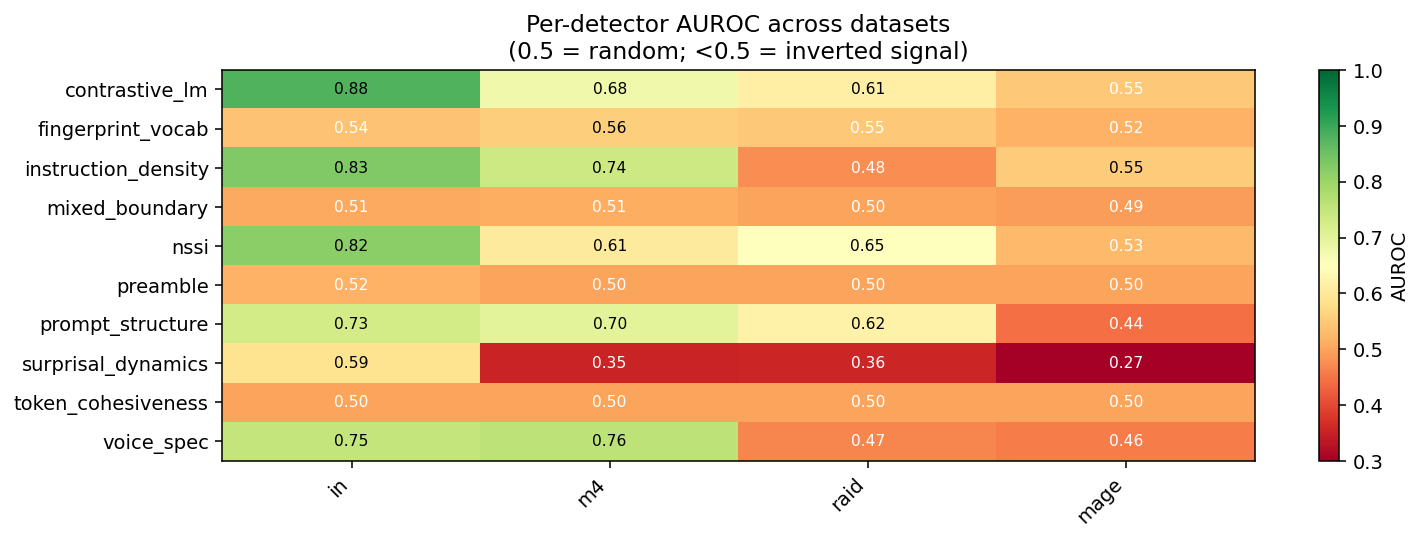 Per-detector AUROC across datasets
(0.5 = random; <0.5 = inverted signal)
contrastive_lm 0.88 0.68 0.61 0.55
fingerprint_vocab 0.54 0.56 0.55 0.52
instruction_density 0.83 0.74 0.48 0.55
mixed_boundary 0.51 0.51 0.50 0.49
nssi 0.82 0.61 0.65 0.53
preamble 0.52 0.50 0.50 0.50
prompt_structure 0.73 0.70 0.62 0.44
surprisal_dynamics 0.59 0.35 0.36 0.27
token_cohesiveness 0.50 0.50 0.50 0.50
voice_spec 0.75 0.76 0.47 0.46
in m4 raid mage
1.0
0.9
0.8
0.7
0.6
0.5
0.4
0.3
AUROC